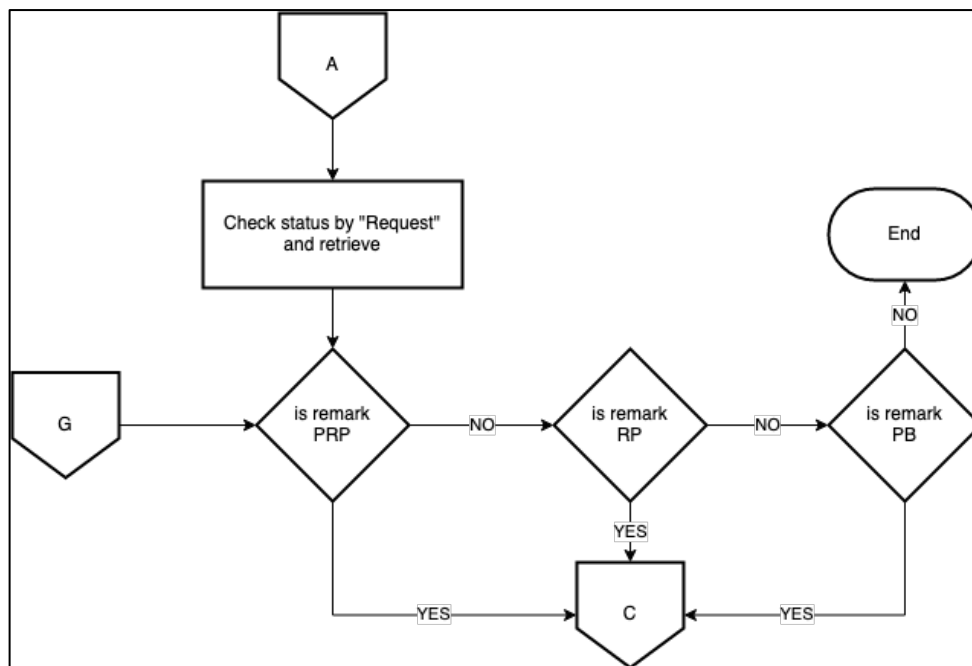 A
Check status by "Request"
and retrieve
End
NO
G
is remark
PRP
NO
is remark
RP
NO
is remark
PB
YES
YES
C
YES